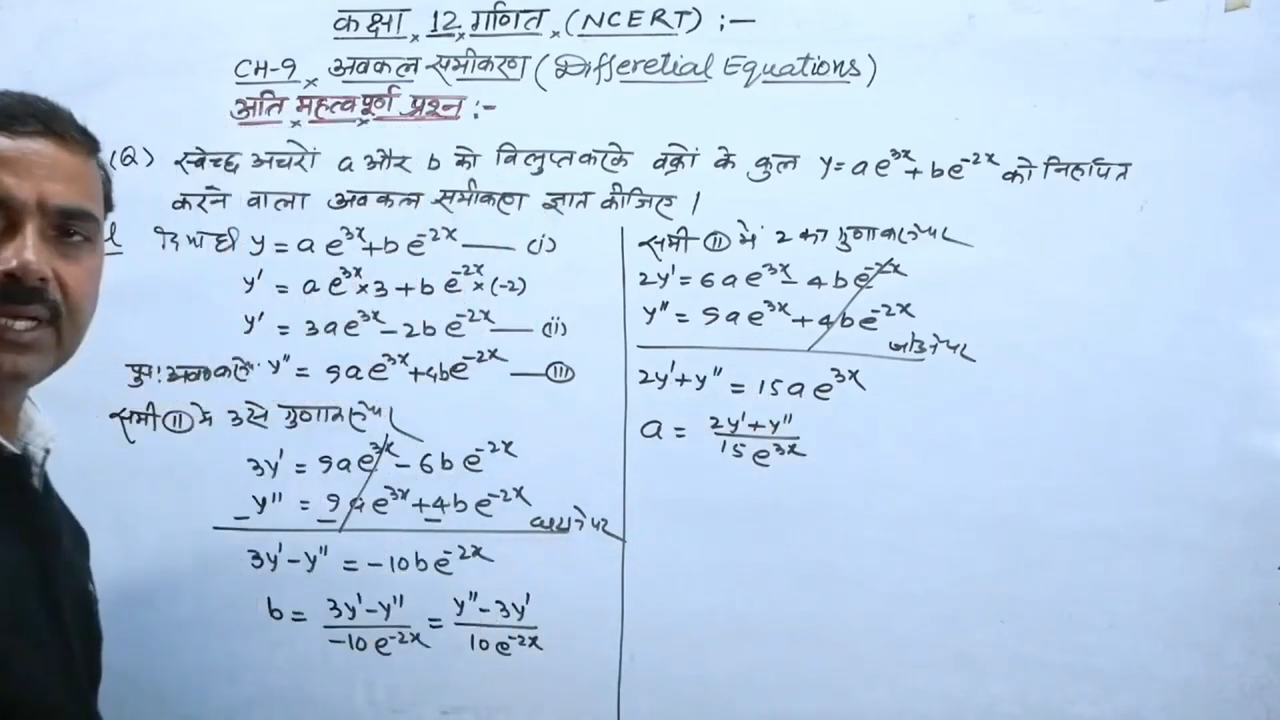 कक्षा 12 गणित (NCERT) :-
CH-9 अवकल समीकरण (Differetial Equations)
अति महत्वपूर्ण प्रश्न :-
(Q) स्वेच्छ अचरों a और b को विलुप्त करके वक्रों के कुल y=ae^{3x}+be^{-2x} को निरूपित
करने वाला अवकल समीकरण ज्ञात कीजिए।
दिया है y = ae^{3x}+be^{-2x} —— (i)
y' = ae^{3x}×3+be^{-2x}×(-2)
y' = 3ae^{3x}-2be^{-2x} —— (ii)
y'' = 9ae^{3x}+4be^{-2x} —— (iii)
समी (ii) में 3 से गुणा करने पर
3y' = 9ae^{3x}-6be^{-2x}
y'' = 9ae^{3x}+4be^{-2x}
घटाने पर
3y'-y'' = -10be^{-2x}
b = \frac{3y'-y''}{-10e^{-2x}} = \frac{y''-3y'}{10e^{-2x}}
समी (ii) में 2 का गुणा करने पर
2y' = 6ae^{3x}-4be^{-2x}
y'' = 9ae^{3x}+4be^{-2x}
जोड़ने पर
2y'+y'' = 15ae^{3x}
a = \frac{2y'+y''}{15e^{3x}}